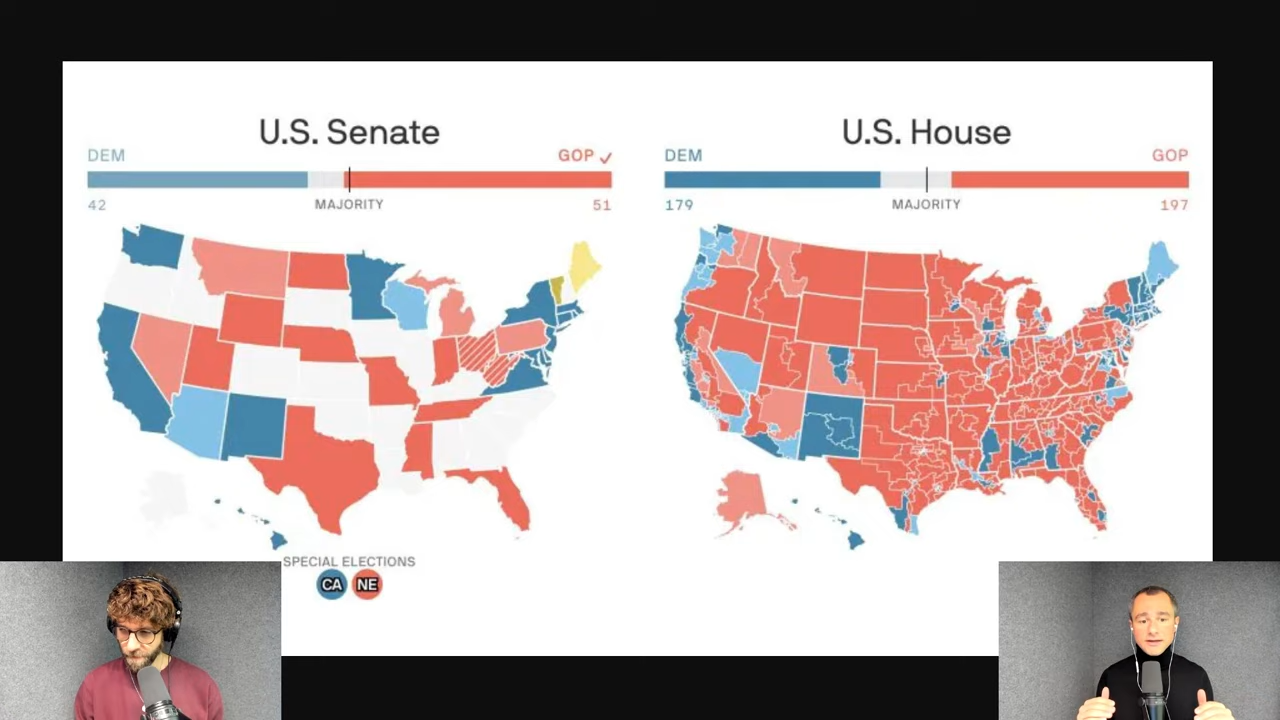 U.S. Senate
DEM
GOP ✓
42
MAJORITY
51
SPECIAL ELECTIONS
CA
NE
U.S. House
DEM
GOP
179
MAJORITY
197